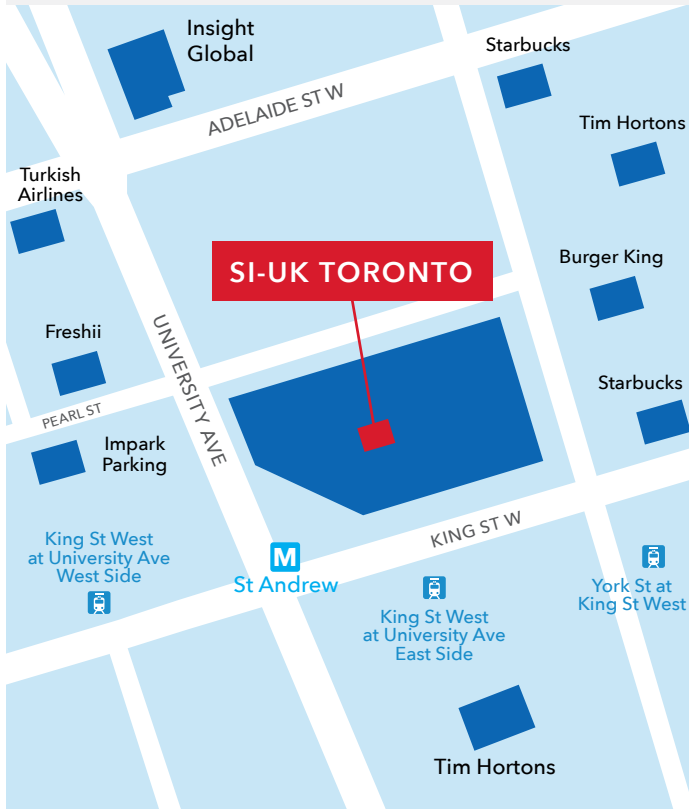 Insight
Global
Starbucks
ADELAIDE ST W
Tim Hortons
Turkish
Airlines
SI-UK TORONTO
Burger King
UNIVERSITY AVE
Freshii
Starbucks
PEARL ST
Impark
Parking
KING ST W
King St West
at University Ave
West Side
M
St Andrew
York St at
King St West
King St West
at University Ave
East Side
Tim Hortons